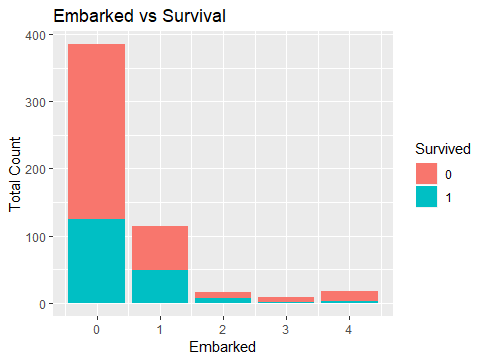 Embarked vs Survival
400
300
200
100
0
Total Count
0 1 2 3 4
Embarked
Survived
0
1